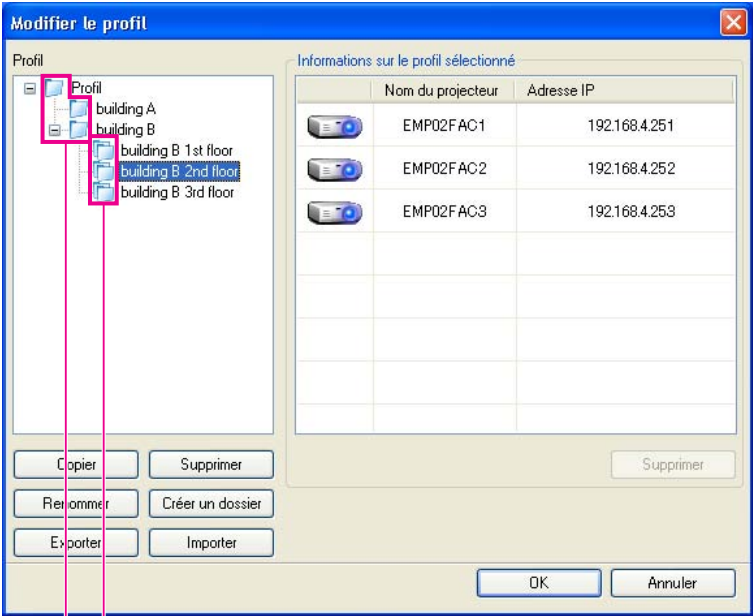 Modifier le profil
Profil
Profil
building A
building B
building B 1st floor
building B 2nd floor
building B 3rd floor
Copier
Supprimer
Renommer
Créer un dossier
Exporter
Importer
Informations sur le profil sélectionné
Nom du projecteur Adresse IP
EMP02FAC1 192.168.4.251
EMP02FAC2 192.168.4.252
EMP02FAC3 192.168.4.253
Supprimer
OK
Annuler